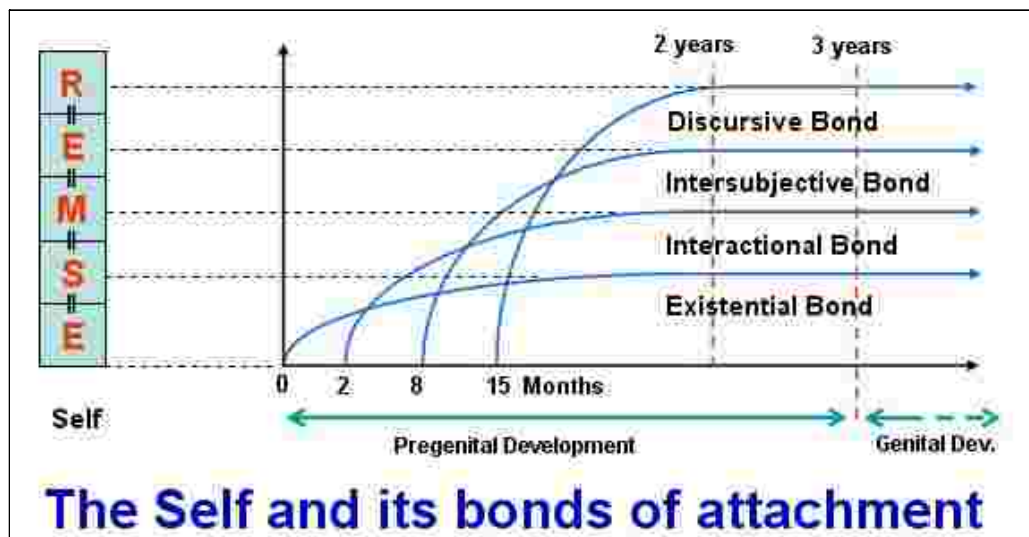 2 years 3 years
R
E
M
S
E
Discursive Bond
Intersubjective Bond
Interactional Bond
Existential Bond
0 2 8 15 Months
Self
Pregenital Development
Genital Dev.
The Self and its bonds of attachment